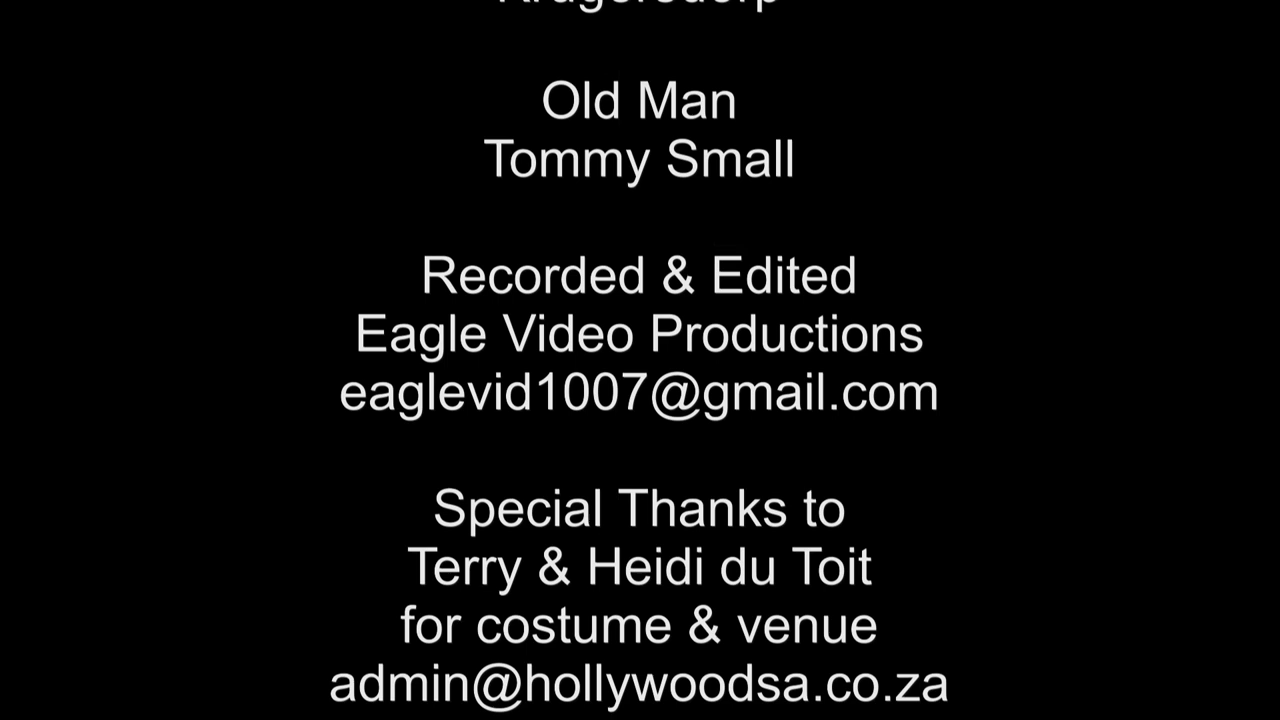 Krugersdorp
Old Man
Tommy Small
Recorded & Edited
Eagle Video Productions
eaglevid1007@gmail.com
Special Thanks to
Terry & Heidi du Toit
for costume & venue
admin@hollywoodsa.co.za